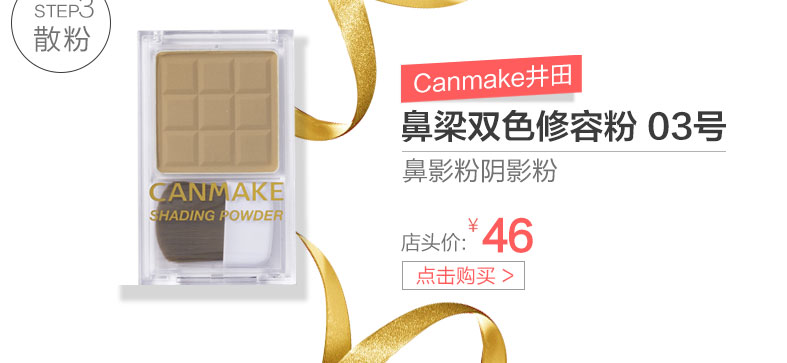 STEP3
散粉
CANMAKE
SHADING POWDER
Canmake井田
鼻梁双色修容粉 03号
鼻影粉阴影粉
店头价: ¥46
点击购买 >